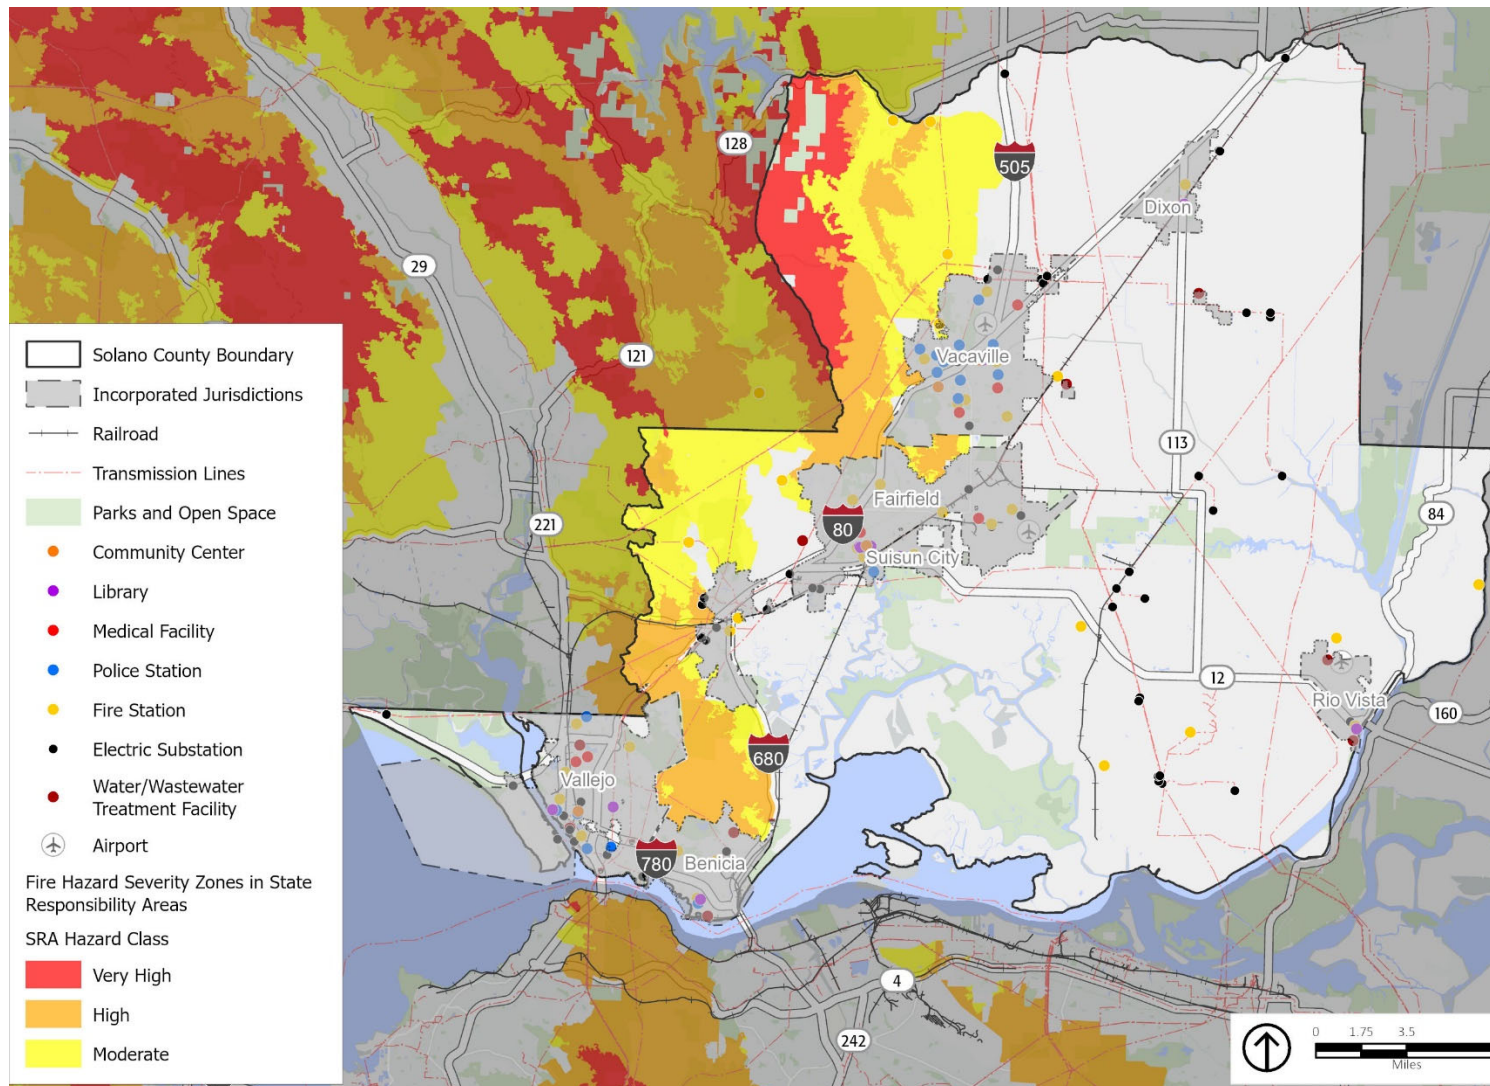 128
505
Dixon
29
121
Vacaville
113
Fairfield
221
80
84
Suisun City
12
Rio Vista
160
680
Vallejo
780
Benicia
4
242
Solano County Boundary
Incorporated Jurisdictions
Railroad
Transmission Lines
Parks and Open Space
Community Center
Library
Medical Facility
Police Station
Fire Station
Electric Substation
Water/Wastewater
Treatment Facility
Airport
Fire Hazard Severity Zones in State
Responsibility Areas
SRA Hazard Class
Very High
High
Moderate
0 1.75 3.5
Miles